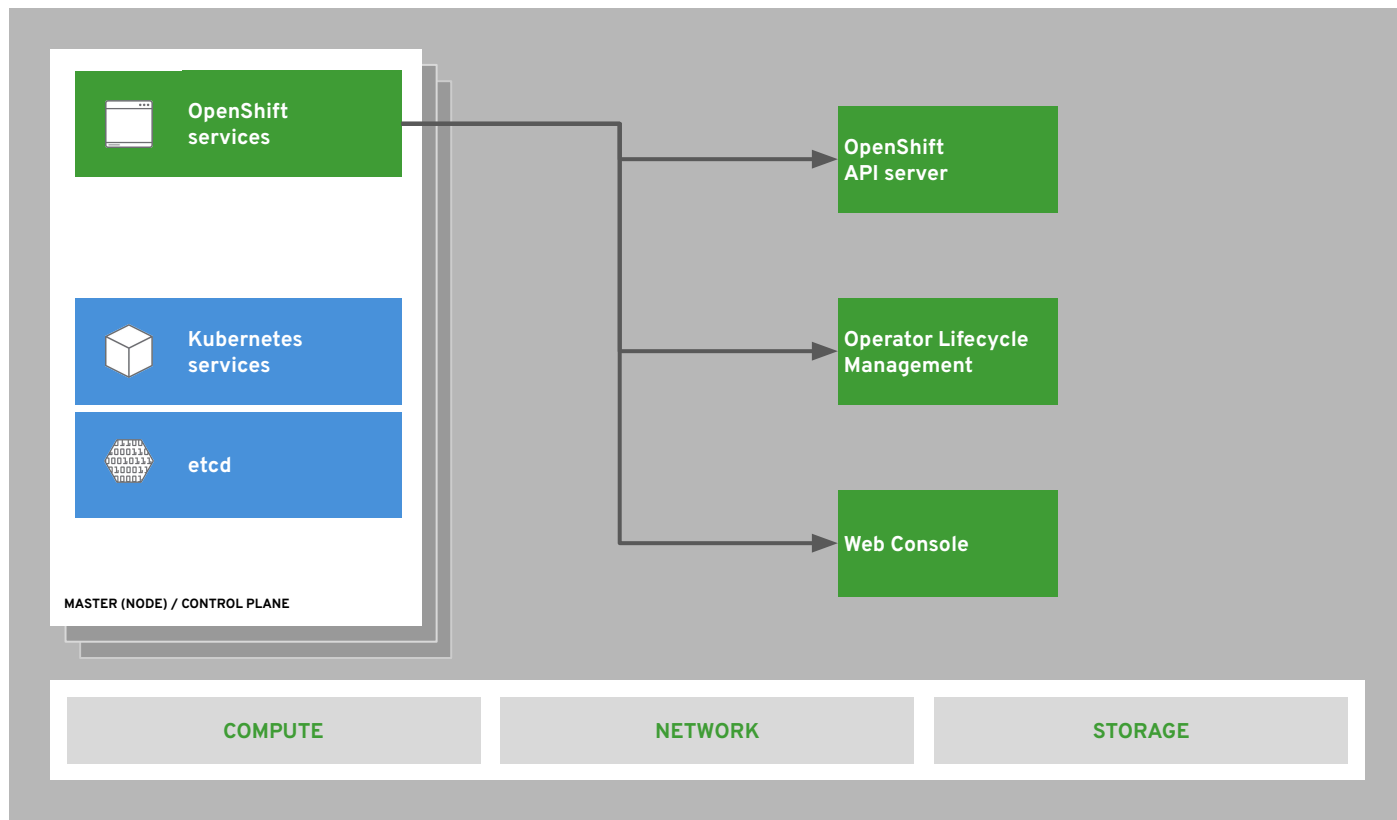 OpenShift
services
OpenShift
API server
Kubernetes
services
Operator Lifecycle
Management
etcd
Web Console
MASTER (NODE) / CONTROL PLANE
COMPUTE
NETWORK
STORAGE